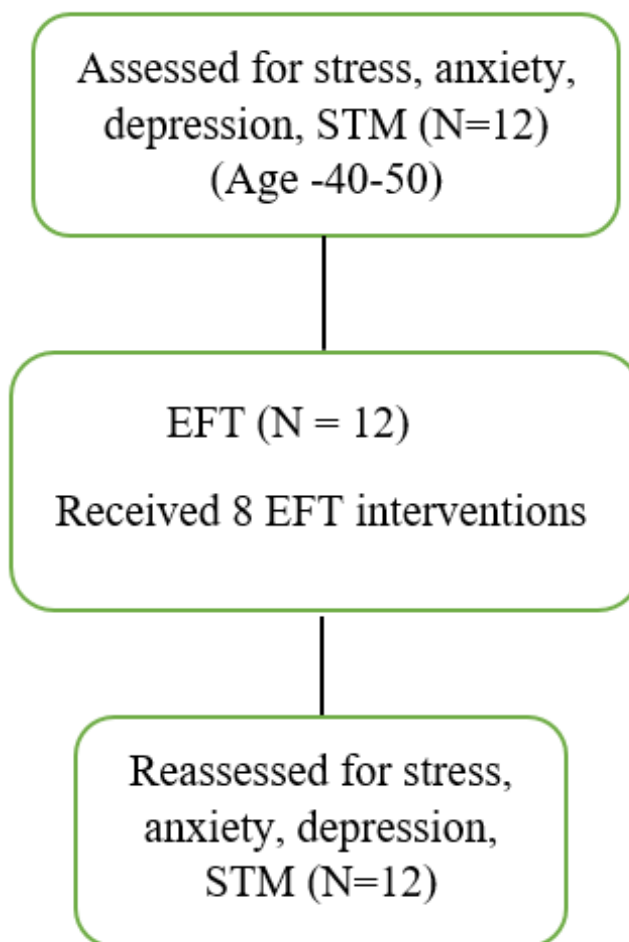 Assessed for stress, anxiety,
depression, STM (N=12)
(Age -40-50)
EFT (N = 12)
Received 8 EFT interventions
Reassessed for stress,
anxiety, depression,
STM (N=12)